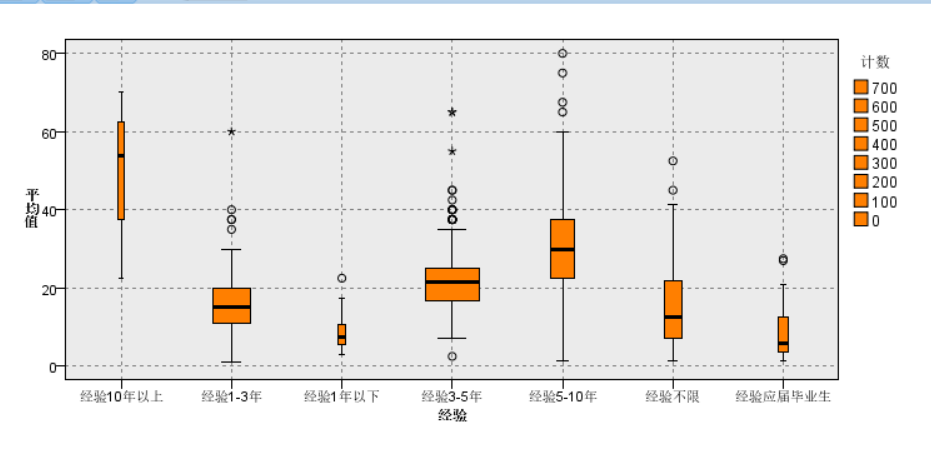 计数
700
600
500
400
300
200
100
0
80
60
40
20
0
平均值
经验10年以上
经验1-3年
经验1年以下
经验3-5年
经验5-10年
经验不限
经验应届毕业生
经验